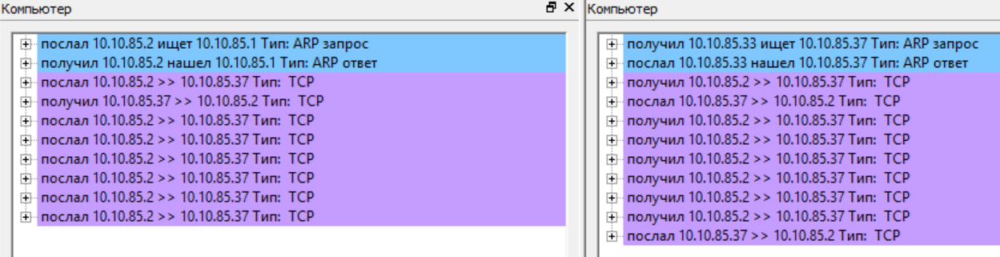 Компьютер
послал 10.10.85.2 ищет 10.10.85.1 Тип: ARP запрос
получил 10.10.85.2 нашел 10.10.85.1 Тип: ARP ответ
послал 10.10.85.2 >> 10.10.85.37 Тип: TCP
получил 10.10.85.37 >> 10.10.85.2 Тип: TCP
послал 10.10.85.2 >> 10.10.85.37 Тип: TCP
послал 10.10.85.2 >> 10.10.85.37 Тип: TCP
послал 10.10.85.2 >> 10.10.85.37 Тип: TCP
послал 10.10.85.2 >> 10.10.85.37 Тип: TCP
послал 10.10.85.2 >> 10.10.85.37 Тип: TCP
послал 10.10.85.2 >> 10.10.85.37 Тип: TCP
Компьютер
получил 10.10.85.33 ищет 10.10.85.37 Тип: ARP запрос
послал 10.10.85.33 нашел 10.10.85.37 Тип: ARP ответ
получил 10.10.85.2 >> 10.10.85.37 Тип: TCP
послал 10.10.85.37 >> 10.10.85.2 Тип: TCP
получил 10.10.85.2 >> 10.10.85.37 Тип: TCP
получил 10.10.85.2 >> 10.10.85.37 Тип: TCP
получил 10.10.85.2 >> 10.10.85.37 Тип: TCP
получил 10.10.85.2 >> 10.10.85.37 Тип: TCP
получил 10.10.85.2 >> 10.10.85.37 Тип: TCP
получил 10.10.85.2 >> 10.10.85.37 Тип: TCP
послал 10.10.85.37 >> 10.10.85.2 Тип: TCP